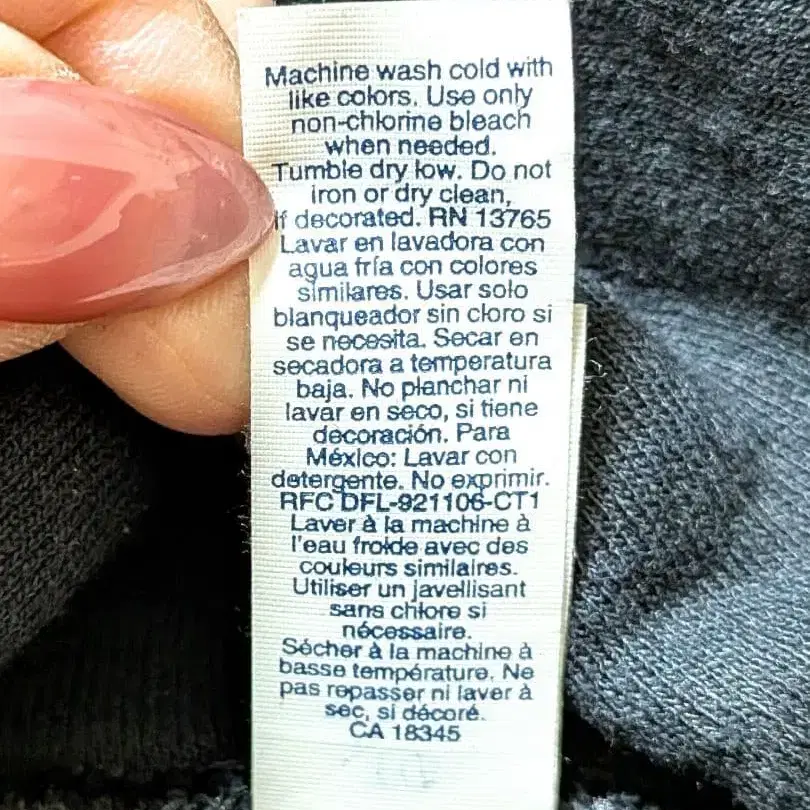 Machine wash cold with
like colors. Use only
non-chlorine bleach
when needed.
Tumble dry low. Do not
iron or dry clean,
if decorated. RN 13765
Lavar en lavadora con
agua fría con colores
similares. Usar solo
blanqueador sin cloro si
se necesita. Secar en
secadora a temperatura
baja. No planchar ni
lavar en seco, si tiene
decoración. Para
México: Lavar con
detergente. No exprimir.
RFC DFL-921106-CT1
Laver à la machine à
l'eau froide avec des
couleurs similaires.
Utiliser un javellisant
sans chlore si
nécessaire.
Sécher à la machine à
basse température. Ne
pas repasser ni laver à
sec, si décoré.
CA 18345